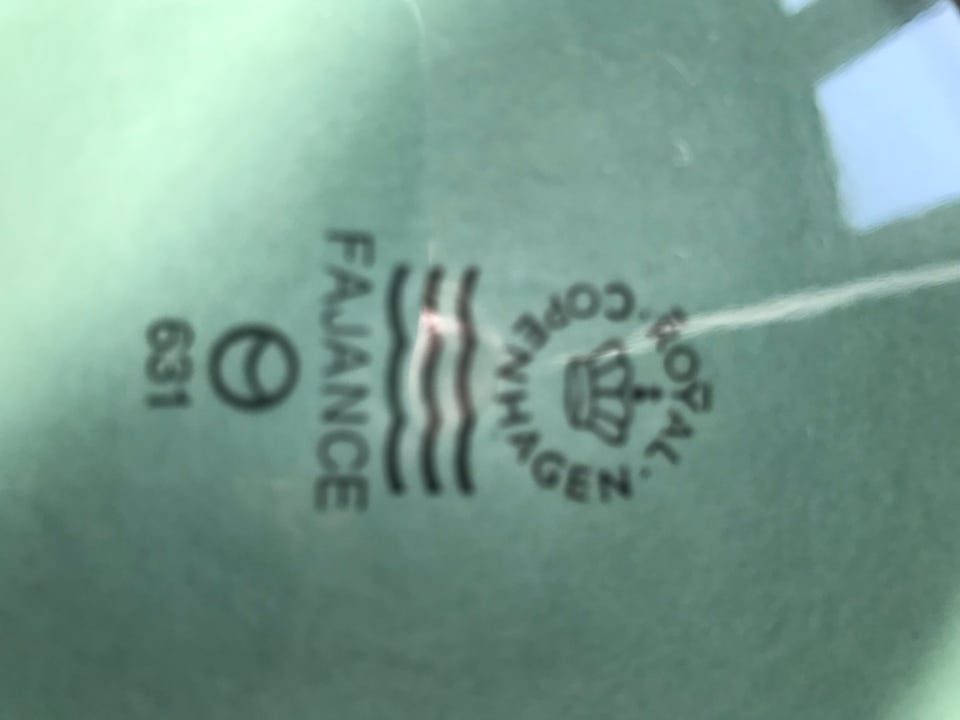 ROYAL
COPENHAGEN
FAJANCE
631